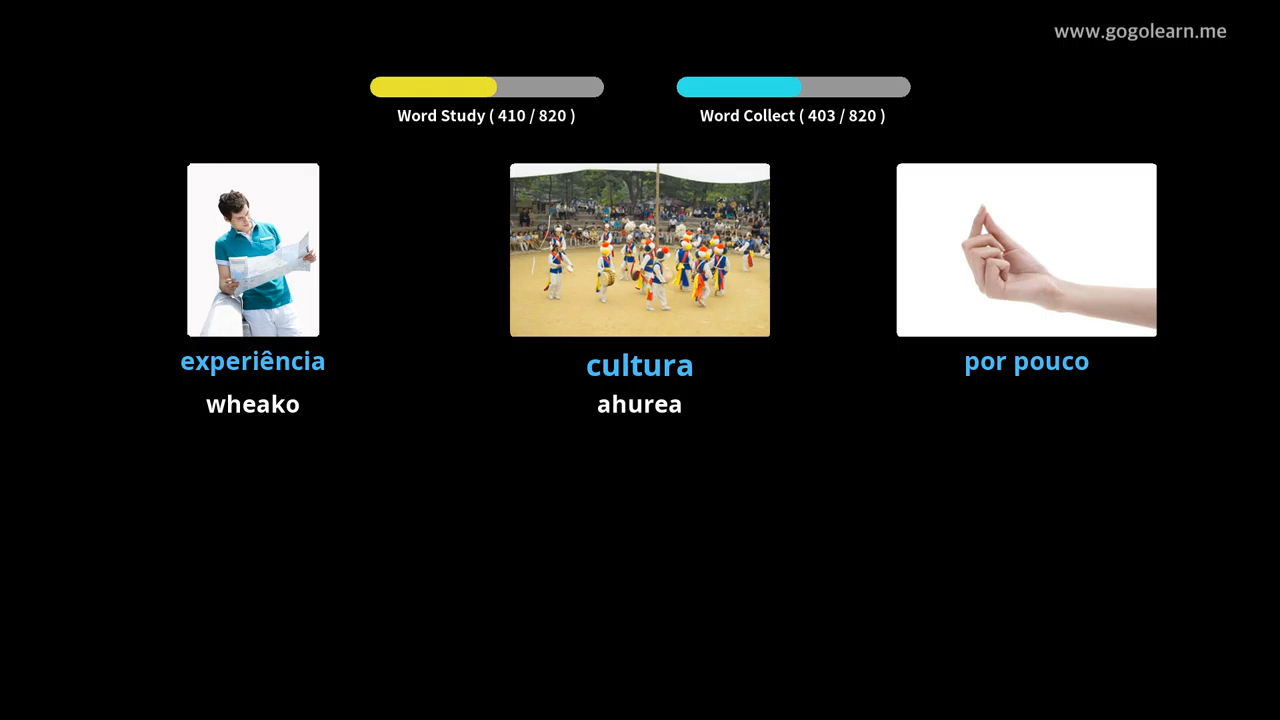 www.gogolearn.me
Word Study ( 410 / 820 )
Word Collect ( 403 / 820 )
experiência
cultura
por pouco
wheako
ahurea